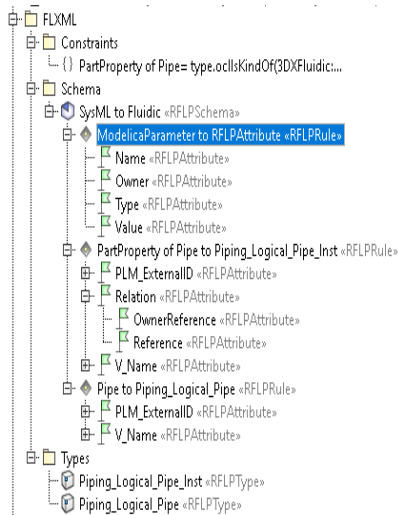 FLXML
Constraints
{} PartProperty of Pipe= type.oclIsKindOf(3DXFluidic:...
Schema
SysML to Fluidic «RFLPSchema»
ModelicaParameter to RFLPAttribute «RFLPRule»
Name «RFLPAttribute»
Owner «RFLPAttribute»
Type «RFLPAttribute»
Value «RFLPAttribute»
PartProperty of Pipe to Piping_Logical_Pipe_Inst «RFLPRule»
PLM_ExternalID «RFLPAttribute»
Relation «RFLPAttribute»
OwnerReference «RFLPAttribute»
Reference «RFLPAttribute»
V_Name «RFLPAttribute»
Pipe to Piping_Logical_Pipe «RFLPRule»
PLM_ExternalID «RFLPAttribute»
V_Name «RFLPAttribute»
Types
Piping_Logical_Pipe_Inst «RFLPType»
Piping_Logical_Pipe «RFLPType»